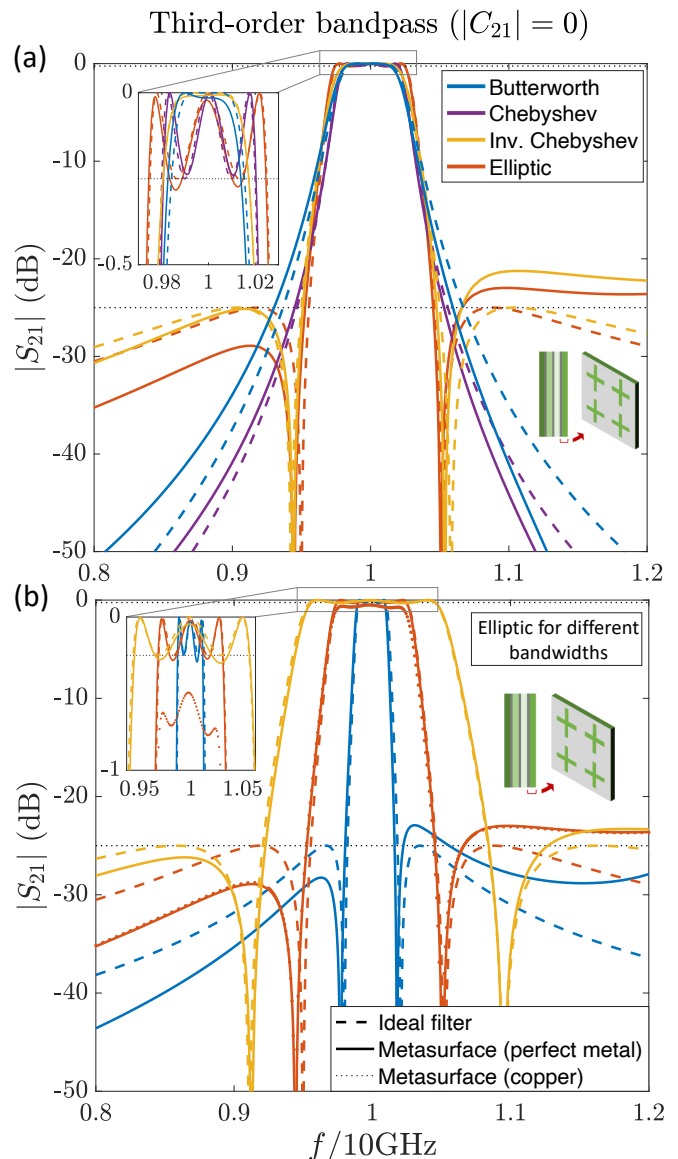 Third-order bandpass (|C21| = 0)
(a)
0
-10
-20
-30
-40
-50
|S21| (dB)
0.8
0.9
1
1.1
1.2
0
-0.5
0.98
1
1.02
Butterworth
Chebyshev
Inv. Chebyshev
Elliptic
(b)
0
-10
-20
-30
-40
-50
|S21| (dB)
0
-1
0.95
1
1.05
Elliptic for different
bandwidths
Ideal filter
Metasurface (perfect metal)
Metasurface (copper)
0.8
0.9
1
1.1
1.2
f/10GHz